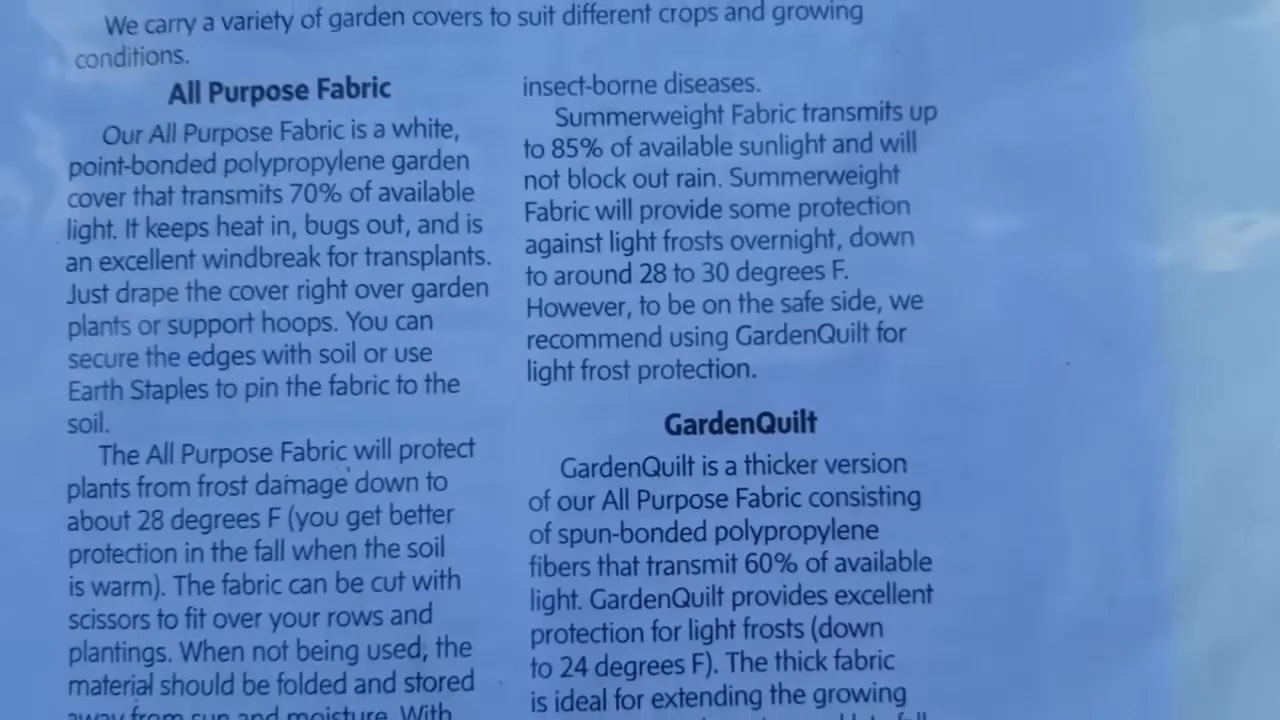 We carry a variety of garden covers to suit different crops and growing
conditions.
All Purpose Fabric
Our All Purpose Fabric is a white,
point-bonded polypropylene garden
cover that transmits 70% of available
light. It keeps heat in, bugs out, and is
an excellent windbreak for transplants.
Just drape the cover right over garden
plants or support hoops. You can
secure the edges with soil or use
Earth Staples to pin the fabric to the
soil.
The All Purpose Fabric will protect
plants from frost damage down to
about 28 degrees F (you get better
protection in the fall when the soil
is warm). The fabric can be cut with
scissors to fit over your rows and
plantings. When not being used, the
material should be folded and stored
away from sun and moisture. With
insect-borne diseases.
Summerweight Fabric transmits up
to 85% of available sunlight and will
not block out rain. Summerweight
Fabric will provide some protection
against light frosts overnight, down
to around 28 to 30 degrees F.
However, to be on the safe side, we
recommend using GardenQuilt for
light frost protection.
GardenQuilt
GardenQuilt is a thicker version
of our All Purpose Fabric consisting
of spun-bonded polypropylene
fibers that transmit 60% of available
light. GardenQuilt provides excellent
protection for light frosts (down
to 24 degrees F). The thick fabric
is ideal for extending the growing